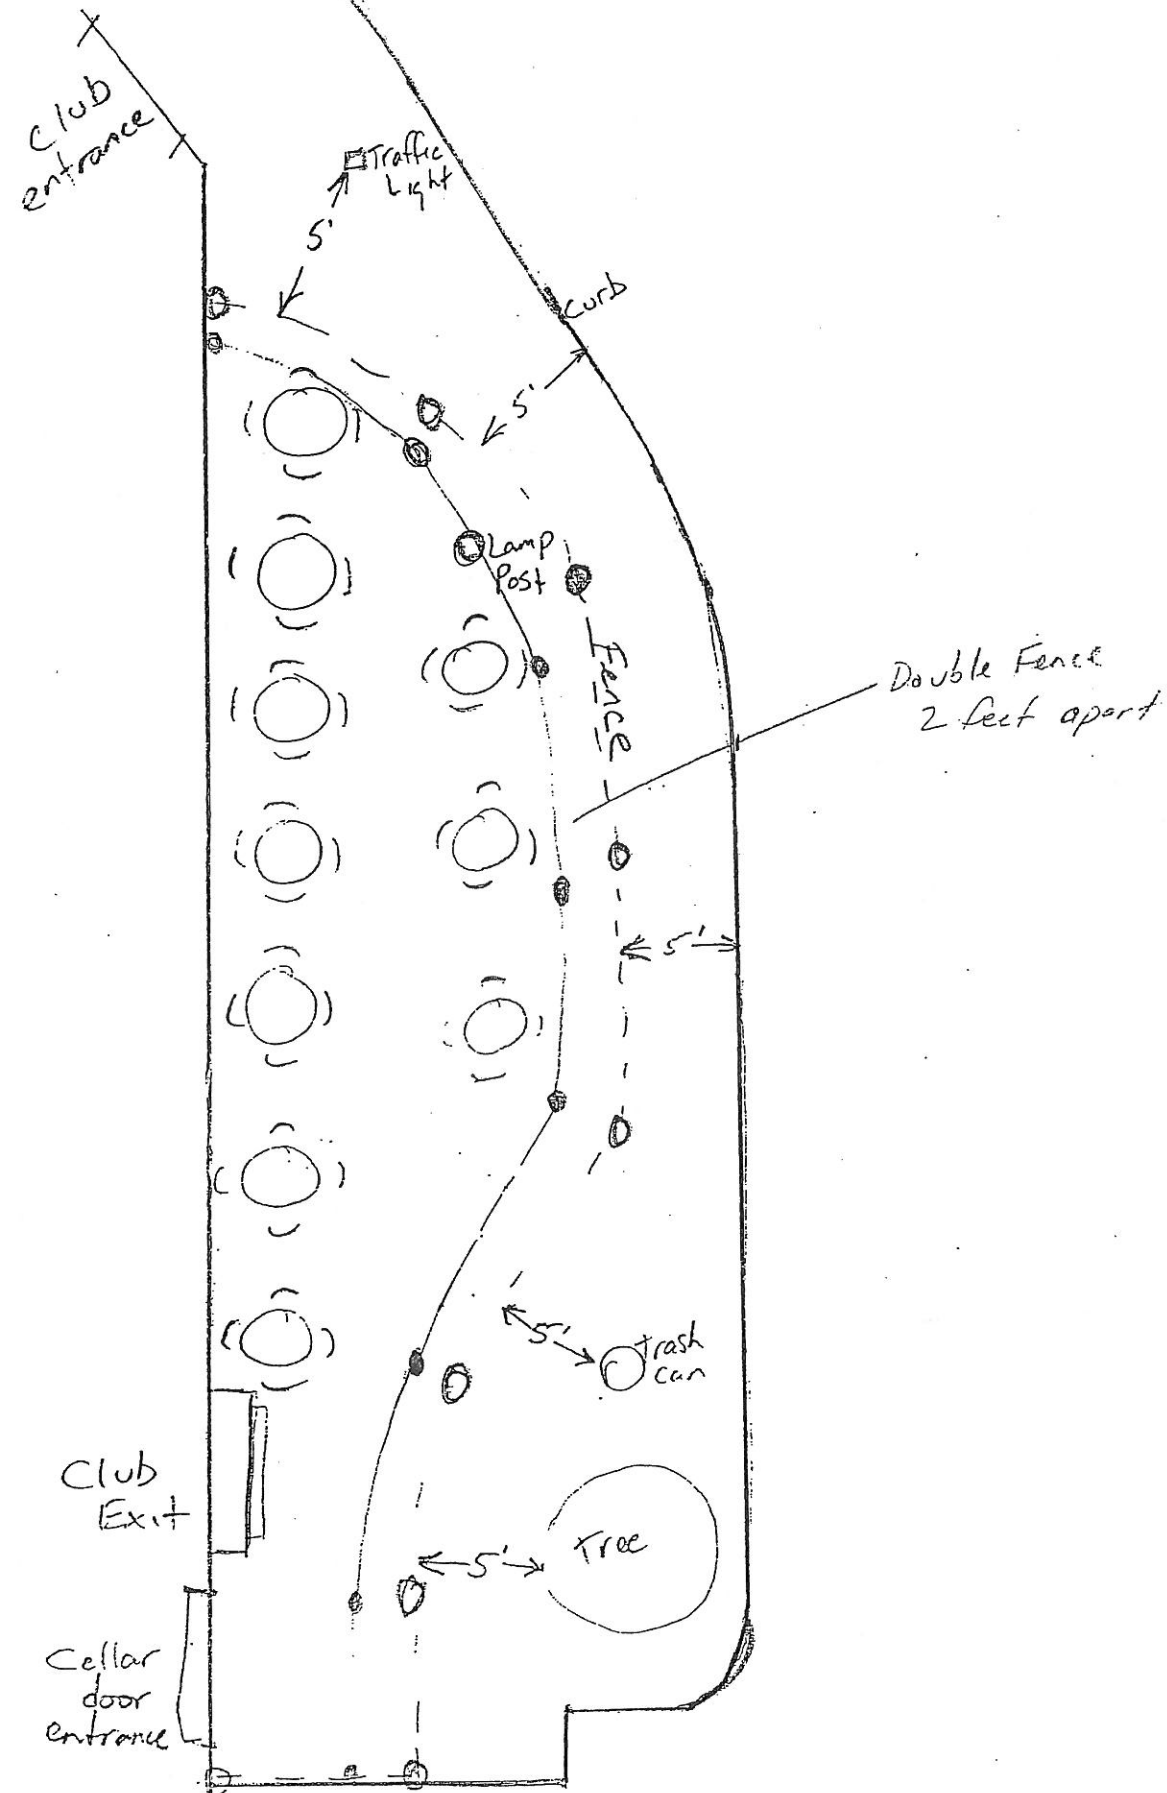 Club
entrance
Traffic
Light
5'
Curb
5'
Lamp
Post
Fence
Double Fence
2 feet apart
5'
5'
Trash
can
Club
Exit
5'
Tree
Cellar
door
entrance